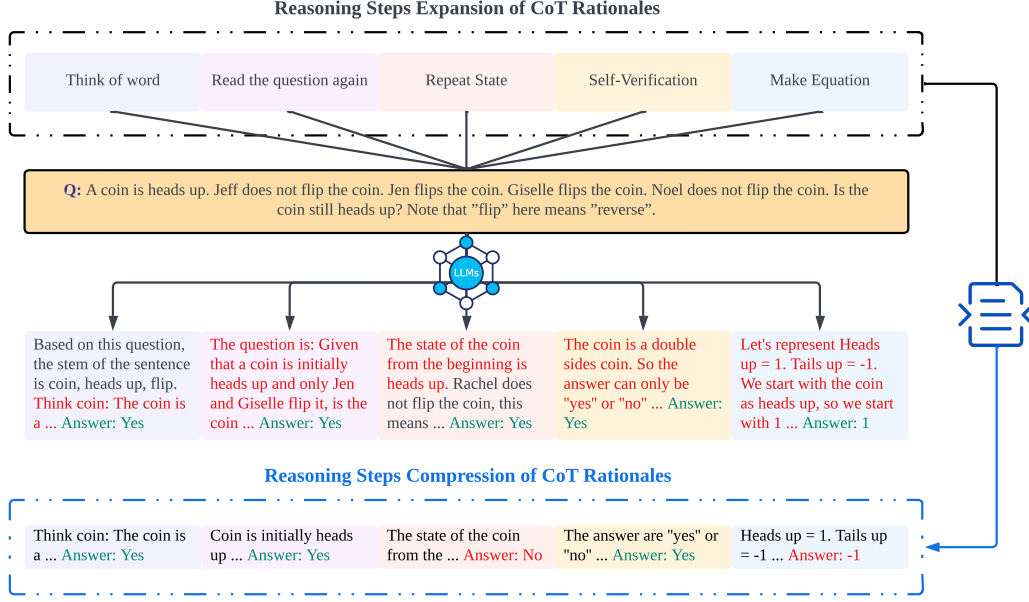 Reasoning Steps Expansion of CoT Rationales
Think of word
Read the question again
Repeat State
Self-Verification
Make Equation
Q: A coin is heads up. Jeff does not flip the coin. Jen flips the coin. Giselle flips the coin. Noel does not flip the coin. Is the
coin still heads up? Note that ”flip” here means ”reverse”.
LLMs
Based on this question,
the stem of the sentence
is coin, heads up, flip.
Think coin: The coin is
a ... Answer: Yes
The question is: Given
that a coin is initially
heads up and only Jen
and Giselle flip it, is the
coin ... Answer: Yes
The state of the coin
from the beginning is
heads up. Rachel does
not flip the coin, this
means ... Answer: Yes
The coin is a double
sides coin. So the
answer can only be
"yes" or "no" ... Answer:
Yes
Let's represent Heads
up = 1. Tails up = -1.
We start with the coin
as heads up, so we start
with 1 ... Answer: 1
Reasoning Steps Compression of CoT Rationales
Think coin: The coin is
a ... Answer: Yes
Coin is initially heads
up ... Answer: Yes
The state of the coin
from the ... Answer: No
The answer are "yes" or
"no" ... Answer: Yes
Heads up = 1. Tails up
= -1 ... Answer: -1